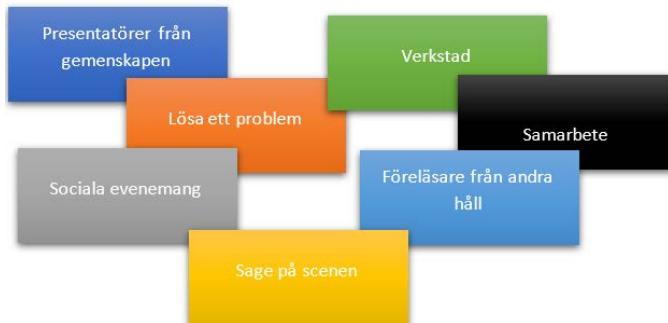 Presentatörer från
gemenskapen
Verkstad
Lösa ett problem
Samarbete
Sociala evenemang
Föreläsare från andra
håll
Sage på scenen